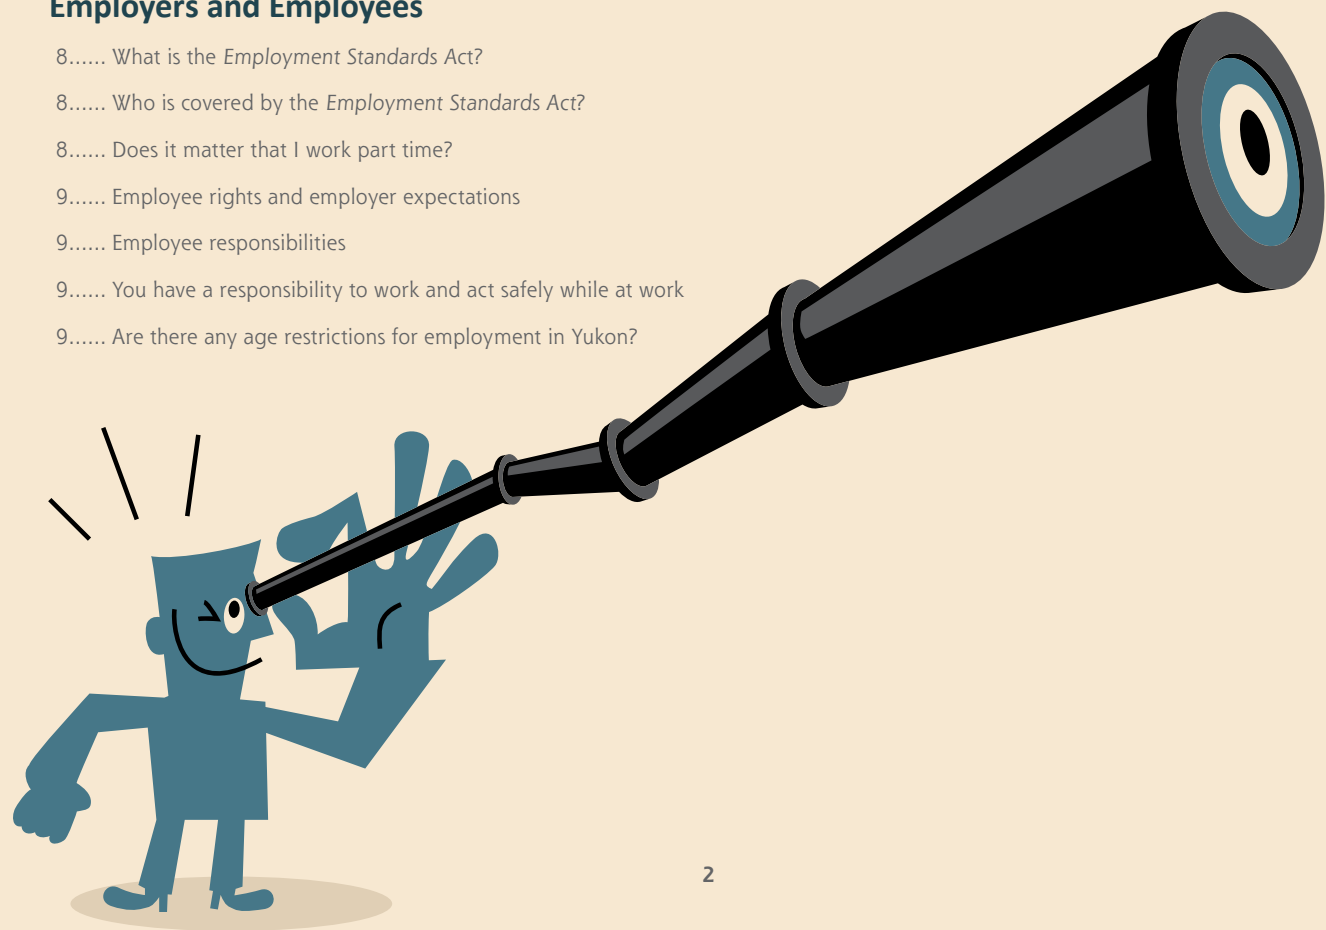 Employers and Employees
8...... What is the Employment Standards Act?
8...... Who is covered by the Employment Standards Act?
8...... Does it matter that I work part time?
9...... Employee rights and employer expectations
9...... Employee responsibilities
9...... You have a responsibility to work and act safely while at work
9...... Are there any age restrictions for employment in Yukon?
2